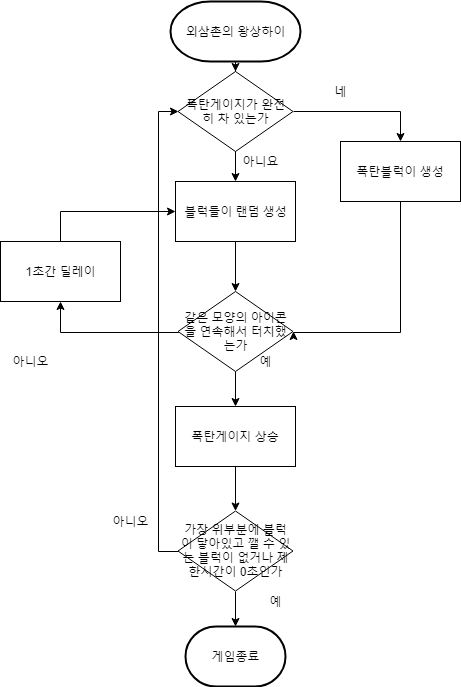 외삼촌의 왕상하이
폭탄게이지가 완전
히 차 있는가
네
아니요
폭탄블럭이 생성
블럭들이 랜덤 생성
1초간 딜레이
같은 모양의 아이콘
을 연속해서 터치했
는가
아니오
예
폭탄게이지 상승
가장 위부분에 블럭
이 닿아있고 깰 수 있
는 블럭이 없거나 제
한시간이 0초인가
아니오
예
게임종료